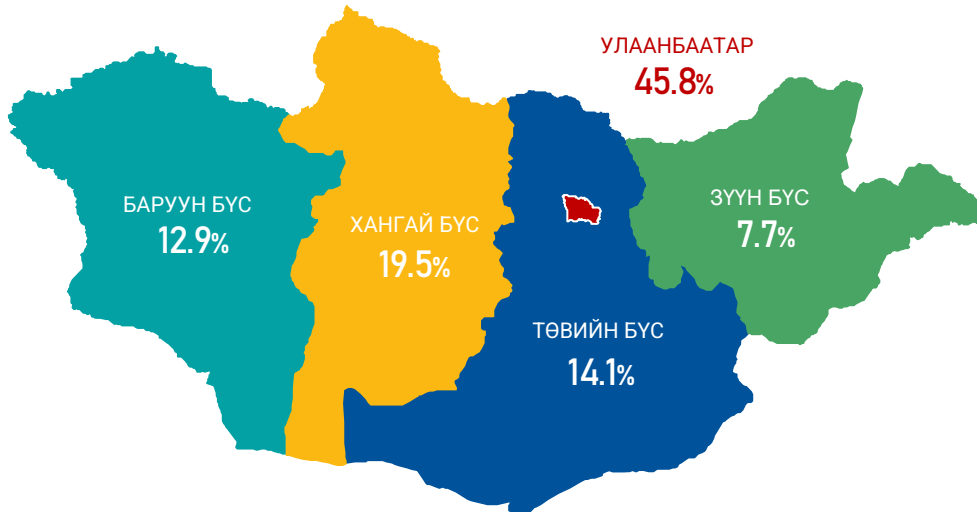 УЛААНБААТАР
45.8%
БАРУУН БҮС
12.9%
ХАНГАЙ БҮС
19.5%
ЗҮҮН БҮС
7.7%
ТӨВИЙН БҮС
14.1%